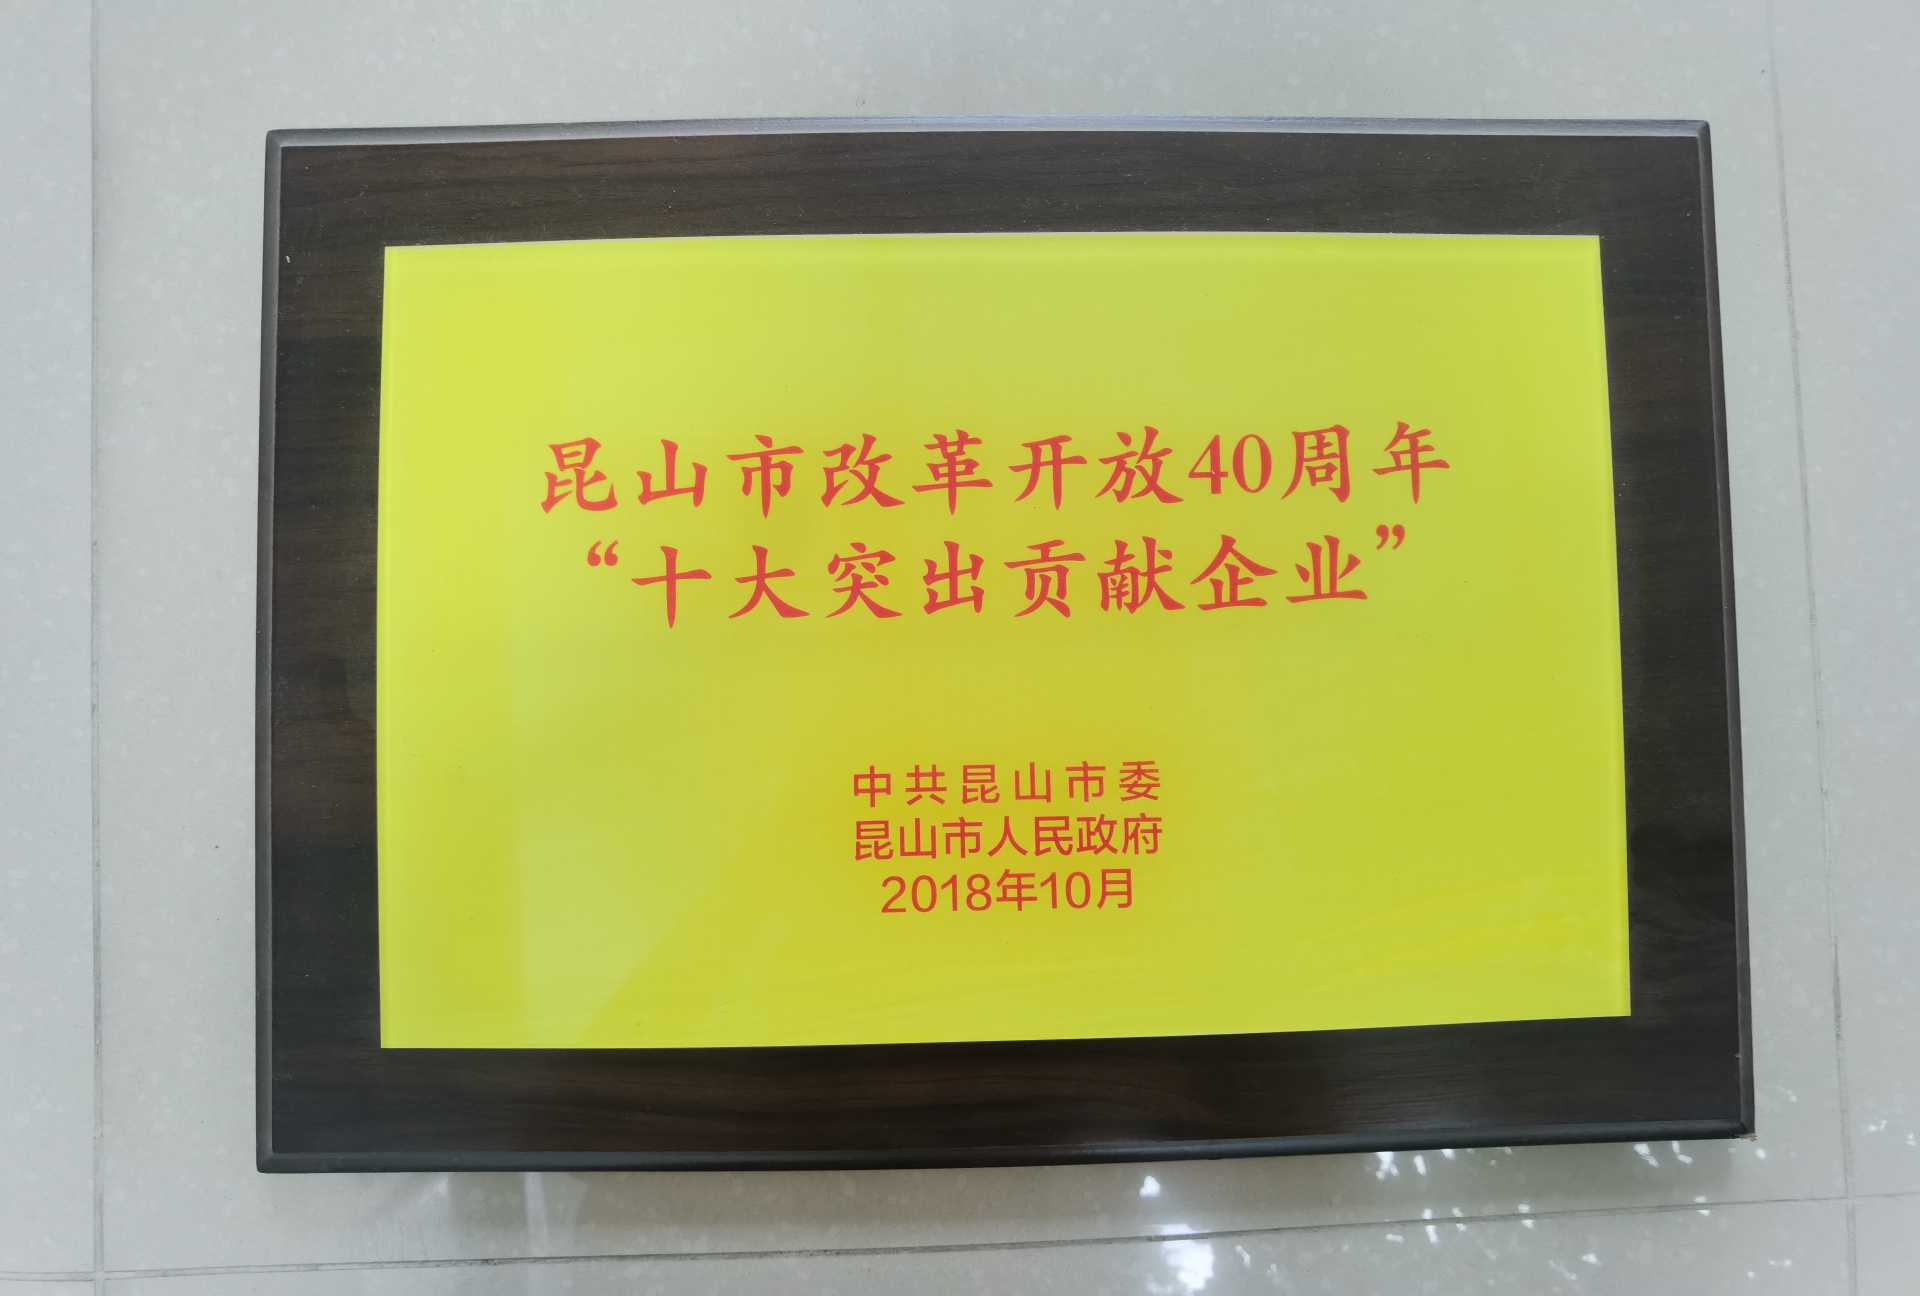 昆山市改革开放40周年
“十大突出贡献企业”
中共昆山市委
昆山市人民政府
2018年10月